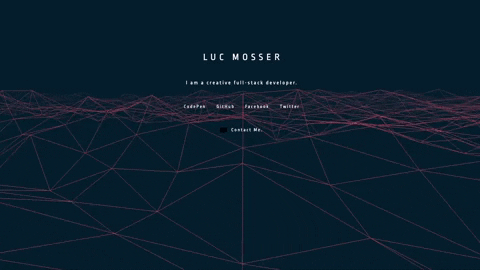 LUC MOSSER
I am a creative full-stack developer.
CodePen GitHub Facebook Twitter
Contact Me.